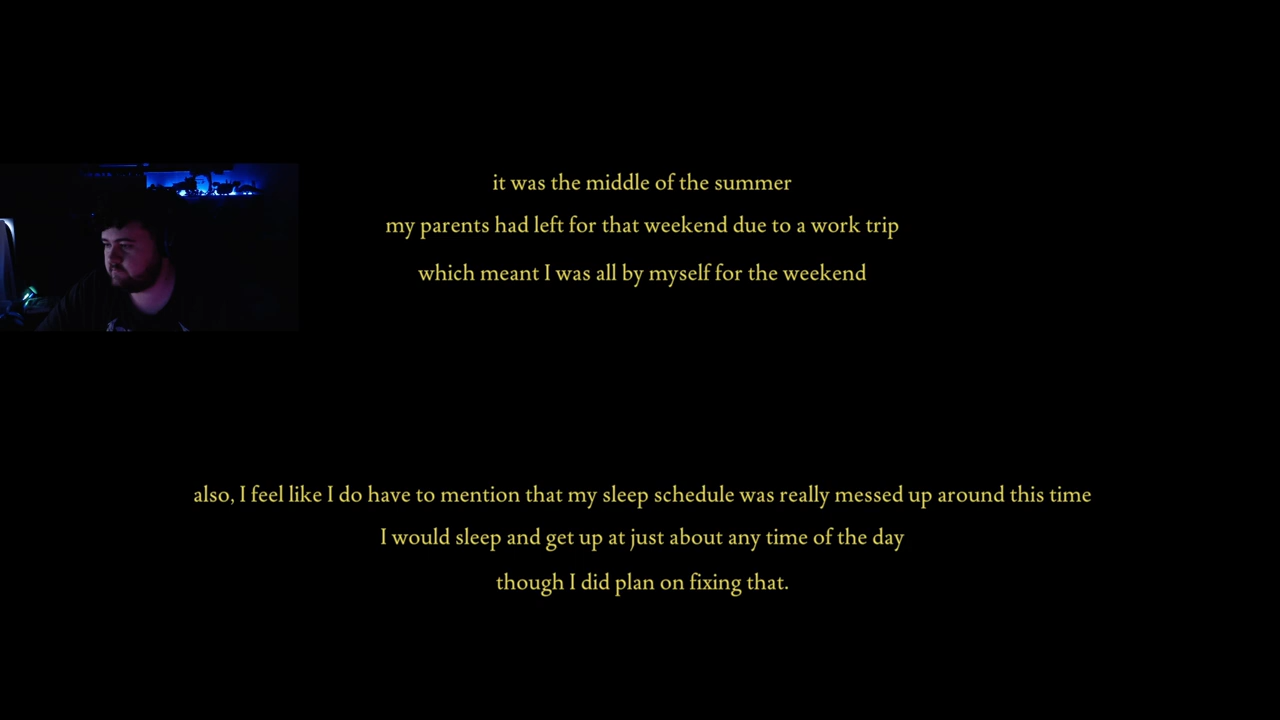 it was the middle of the summer
my parents had left for that weekend due to a work trip
which meant I was all by myself for the weekend
also, I feel like I do have to mention that my sleep schedule was really messed up around this time
I would sleep and get up at just about any time of the day
though I did plan on fixing that.